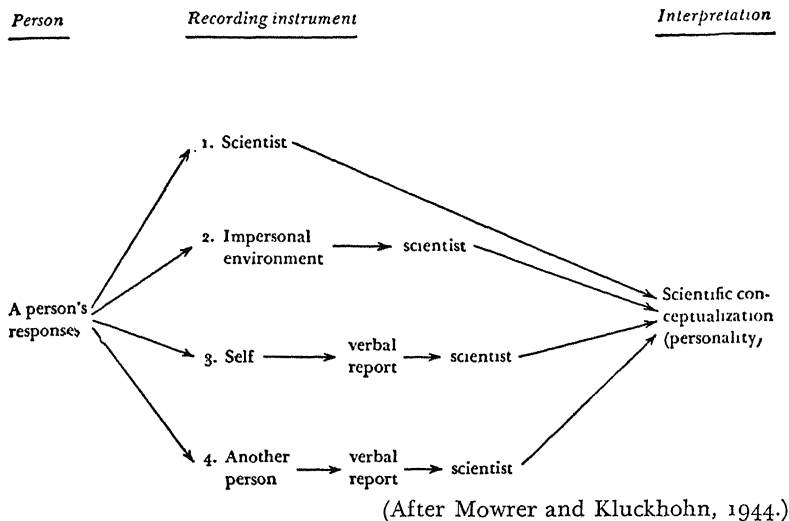 Person
Recording instrument
Interpretation
1. Scientist
2. Impersonal
environment
scientist
A person's
responses
Scientific con-
ceptualization
(personality,
3. Self
verbal
report
scientist
4. Another
person
verbal
report
scientist
(After Mowrer and Kluckhohn, 1944.)